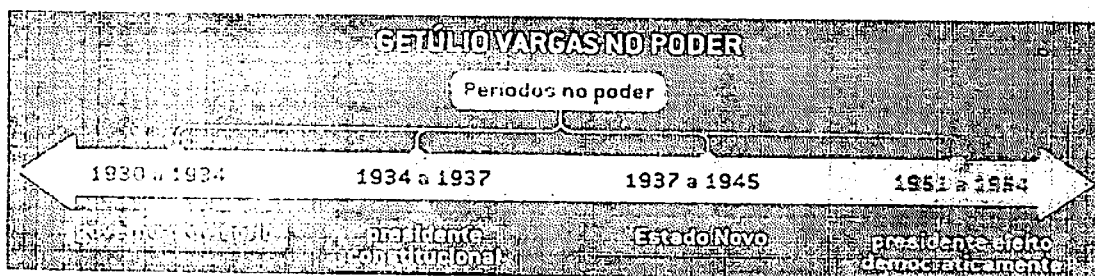 GETÚLIO VARGAS NO PODER
Períodos no poder
1930 a 1934
1934 a 1937
1937 a 1945
1951 a 1954
presidente
constitucional
Estado Novo
presidente eleito
democraticamente